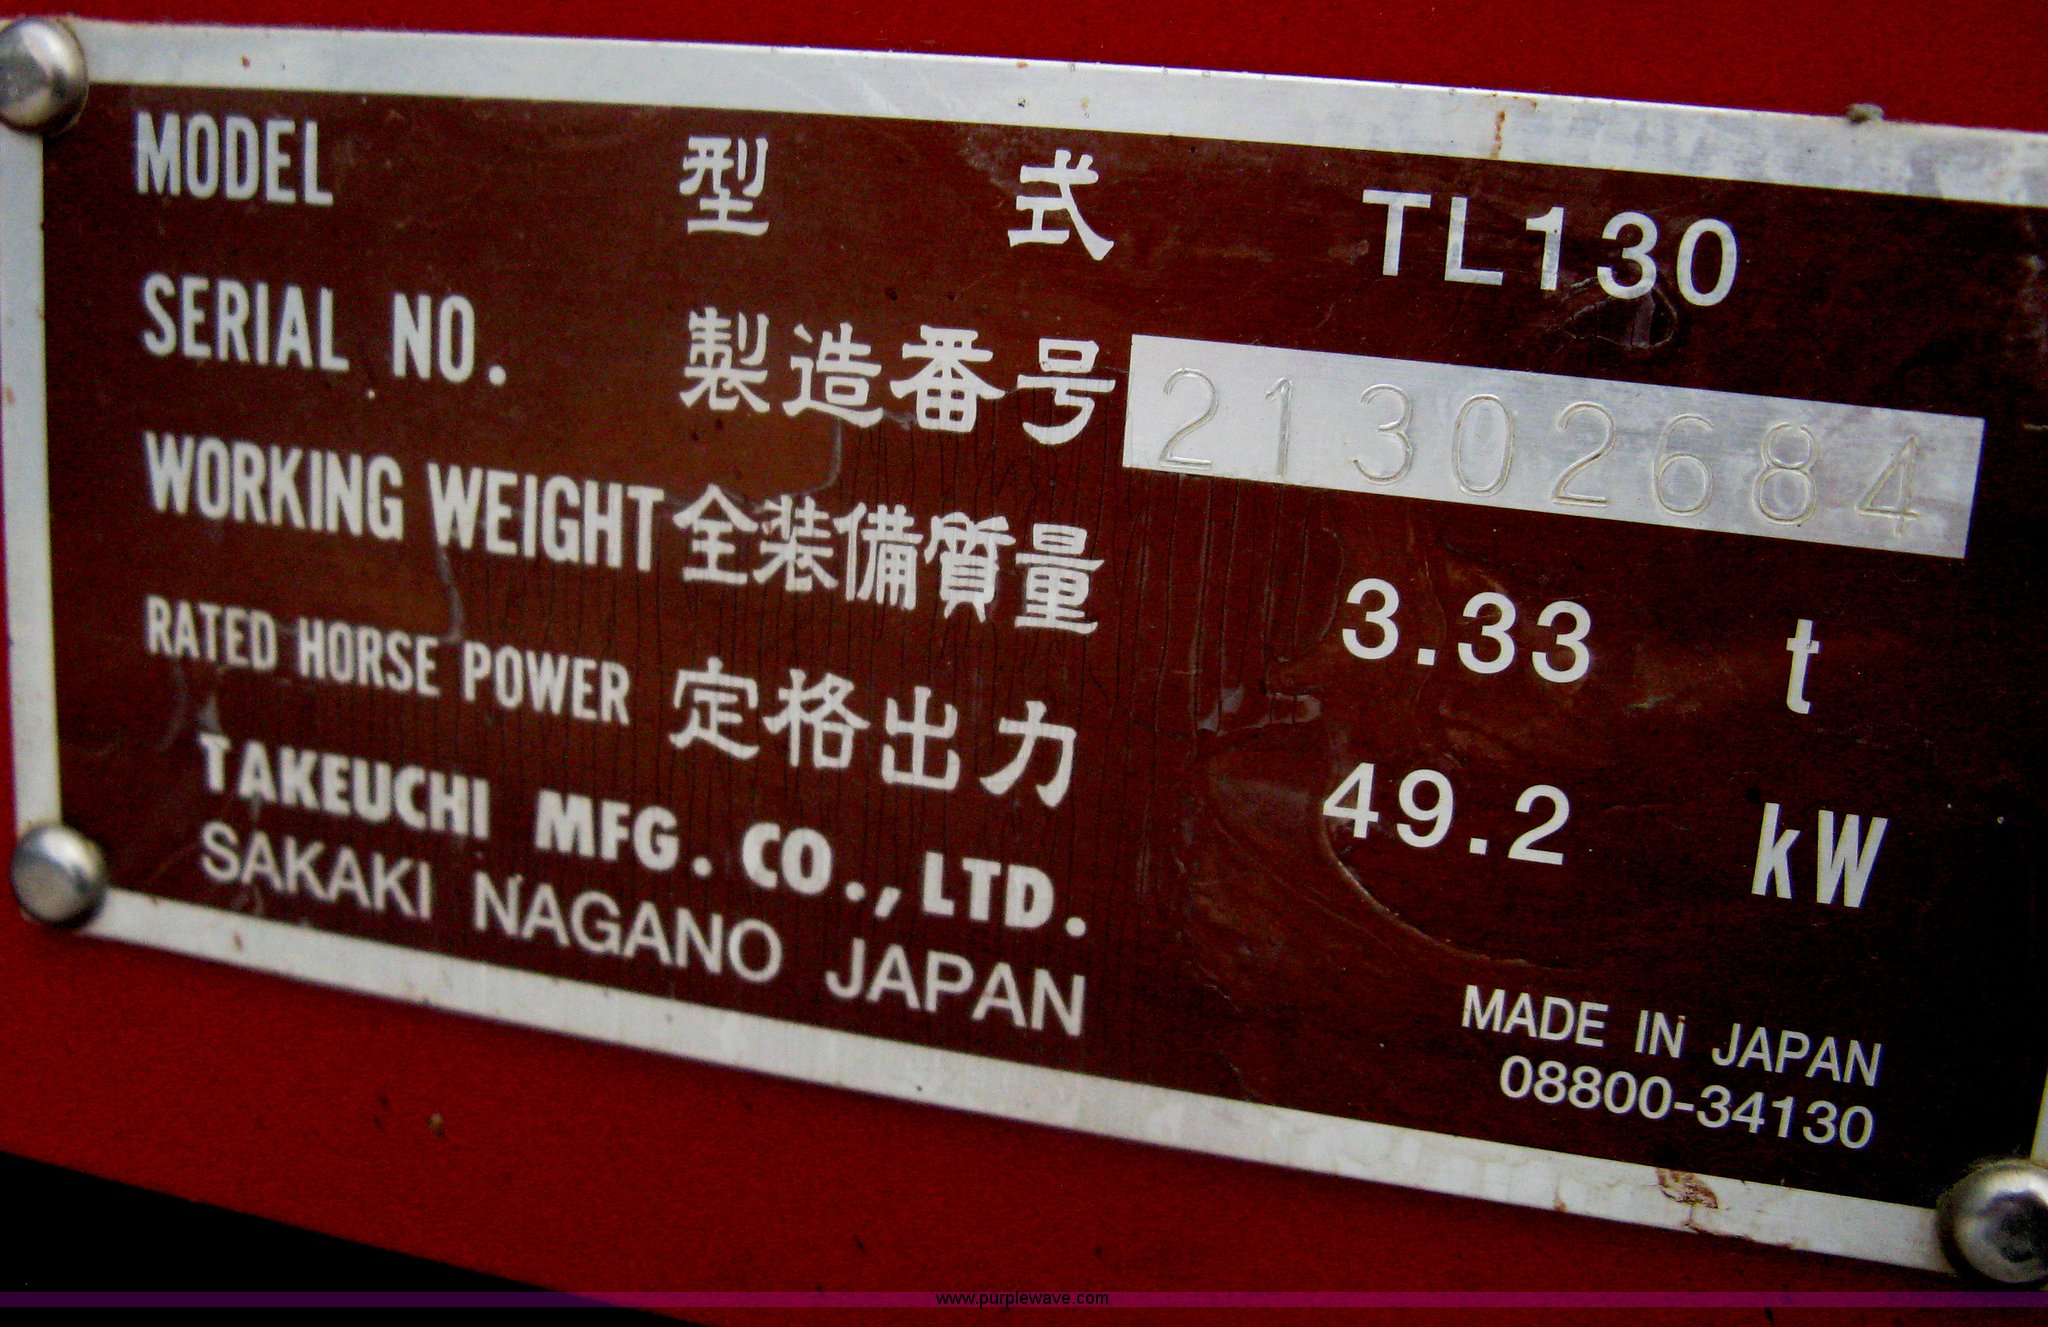 MODEL 型式 TL130
SERIAL NO. 製造番号 21302684
WORKING WEIGHT 全装備質量 3.33 t
RATED HORSE POWER 定格出力 49.2 kW
TAKEUCHI MFG. CO., LTD.
SAKAKI NAGANO JAPAN
MADE IN JAPAN
08800-34130
www.purplewave.com